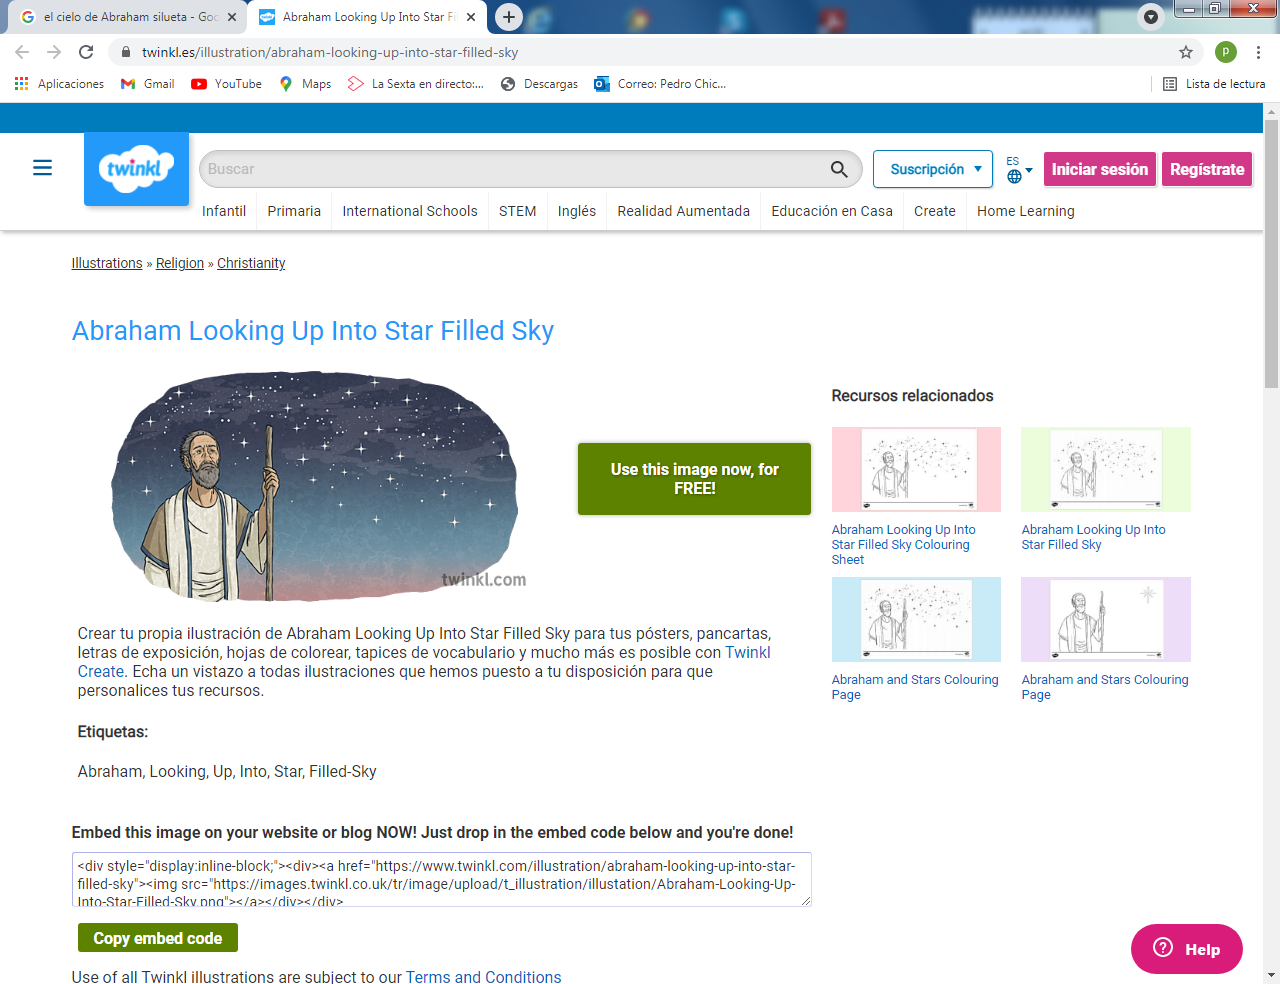 el cielo de Abraham silueta - Goo
Abraham Looking Up Into Star Fi
twinkl.es/illustration/abraham-looking-up-into-star-filled-sky
P
Aplicaciones
Gmail
YouTube
Maps
La Sexta en directo:...
Descargas
Correo: Pedro Chic...
Lista de lectura
twinkl
Buscar
Suscripción
ES
Iniciar sesión
Regístrate
Infantil
Primaria
International Schools
STEM
Inglés
Realidad Aumentada
Educación en Casa
Create
Home Learning
Illustrations » Religion » Christianity
Abraham Looking Up Into Star Filled Sky
twinkl.com
Use this image now, for
FREE!
Recursos relacionados
Abraham Looking Up Into
Star Filled Sky Colouring
Sheet
Abraham Looking Up Into
Star Filled Sky
Abraham and Stars Colouring
Page
Abraham and Stars Colouring
Page
Crear tu propia ilustración de Abraham Looking Up Into Star Filled Sky para tus pósters, pancartas,
letras de exposición, hojas de colorear, tapices de vocabulario y mucho más es posible con Twinkl
Create. Echa un vistazo a todas ilustraciones que hemos puesto a tu disposición para que
personalices tus recursos.
Etiquetas:
Abraham, Looking, Up, Into, Star, Filled-Sky
Embed this image on your website or blog NOW! Just drop in the embed code below and you're done!
<div style="display:inline-block;"><div><a href="https://www.twinkl.com/illustration/abraham-looking-up-into-star-
filled-sky"><img src="https://images.twinkl.co.uk/tr/image/upload/t_illustration/illustation/Abraham-Looking-Up-
Into-Star-Filled-Sky.png"></a></div></div>
Copy embed code
Help
Use of all Twinkl illustrations are subject to our Terms and Conditions